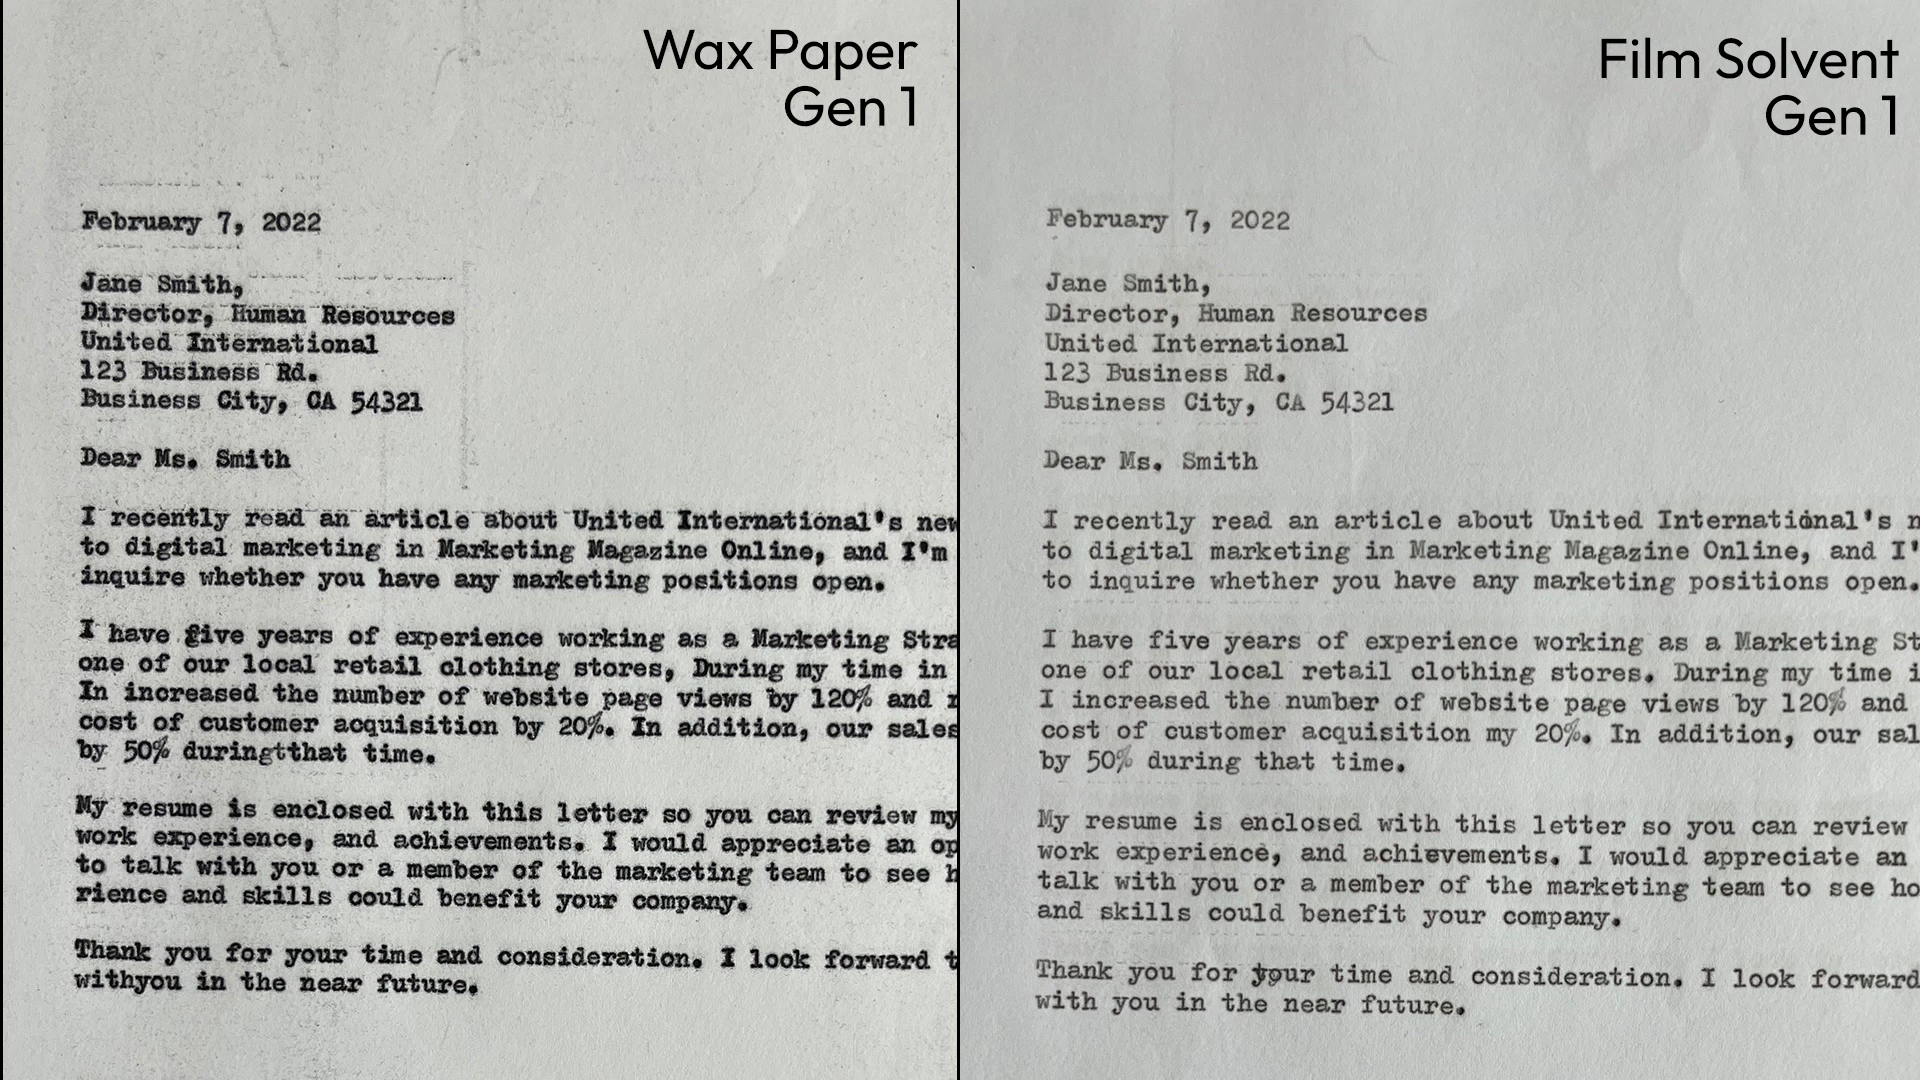 Wax Paper
Gen 1
February 7, 2022
Jane Smith,
Director, Human Resources
United International
123 Business Rd.
Business City, CA 54321
Dear Ms. Smith
I recently read an article about United International's new
to digital marketing in Marketing Magazine Online, and I'm
inquire whether you have any marketing positions open.
I have five years of experience working as a Marketing Stra
one of our local retail clothing stores, During my time in
In increased the number of website page views by 120% and r
cost of customer acquisition by 20%. In addition, our sales
by 50% duringtthat time.
My resume is enclosed with this letter so you can review my
work experience, and achievements. I would appreciate an op
to talk with you or a member of the marketing team to see h
rience and skills could benefit your company.
Thank you for your time and consideration. I look forward t
withyou in the near future.
Film Solvent
Gen 1
February 7, 2022
Jane Smith,
Director, Human Resources
United International
123 Business Rd.
Business City, CA 54321
Dear Ms. Smith
I recently read an article about United International's n
to digital marketing in Marketing Magazine Online, and I'
to inquire whether you have any marketing positions open.
I have five years of experience working as a Marketing St
one of our local retail clothing stores. During my time i
I increased the number of website page views by 120% and
cost of customer acquisition my 20%. In addition, our sal
by 50% during that time.
My resume is enclosed with this letter so you can review
work experience, and achievements. I would appreciate an
talk with you or a member of the marketing team to see ho
and skills could benefit your company.
Thank you for your time and consideration. I look forward
with you in the near future.